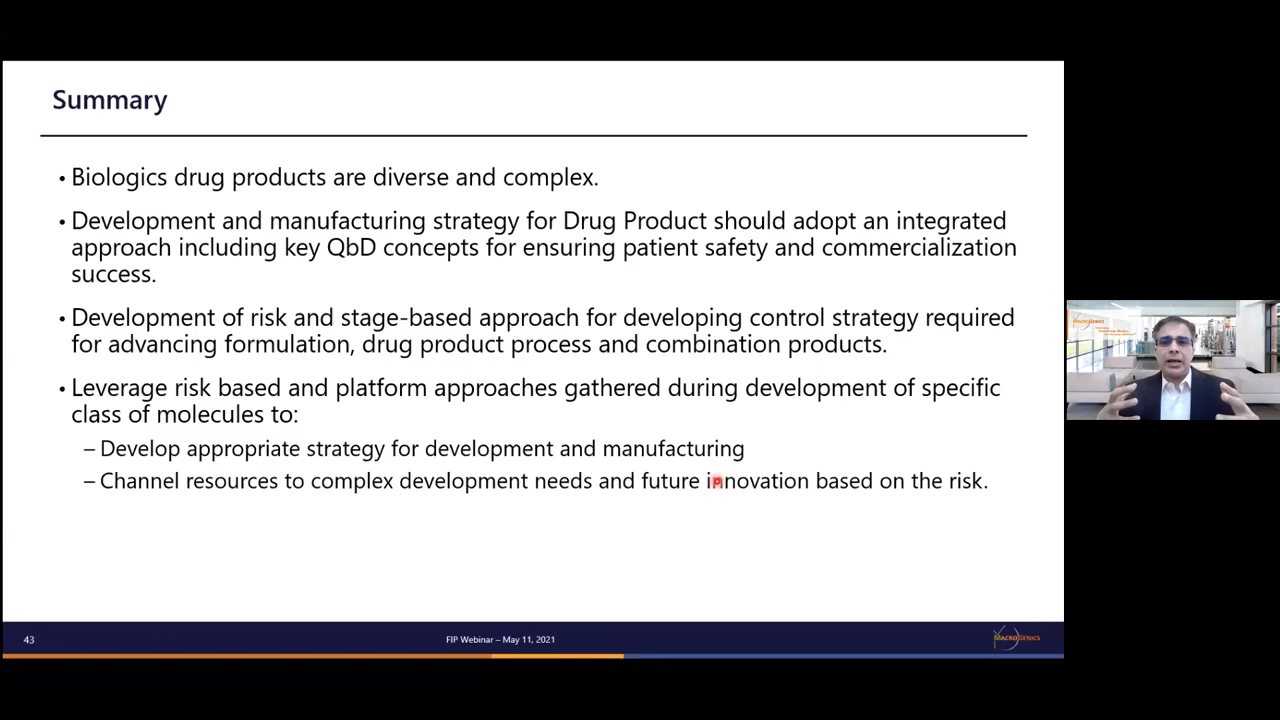 Summary
• Biologics drug products are diverse and complex.
• Development and manufacturing strategy for Drug Product should adopt an integrated
approach including key QbD concepts for ensuring patient safety and commercialization
success.
• Development of risk and stage-based approach for developing control strategy required
for advancing formulation, drug product process and combination products.
• Leverage risk based and platform approaches gathered during development of specific
class of molecules to:
– Develop appropriate strategy for development and manufacturing
– Channel resources to complex development needs and future innovation based on the risk.
43
FIP Webinar – May 11, 2021
MACROGENICS
MACROGENICS